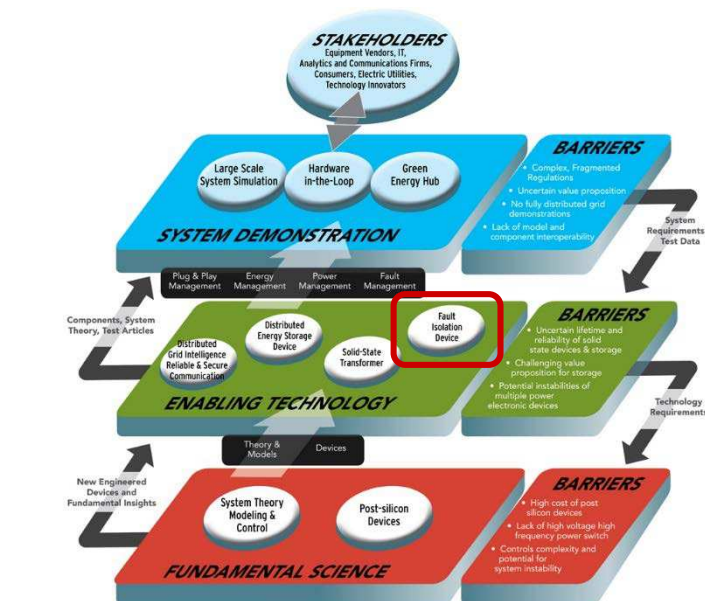 STAKEHOLDERS
Equipment Vendors, IT,
Analytics and Communications Firms,
Consumers, Electric Utilities,
Technology Innovators
Large Scale
System Simulation
Hardware
in-the-Loop
Green
Energy Hub
SYSTEM DEMONSTRATION
BARRIERS
• Complex, Fragmented
Regulations
• Uncertain value proposition
• No fully distributed grid
demonstrations
• Lack of model and
component interoperability
System
Requirements
Test Data
Plug & Play
Management
Energy
Management
Power
Management
Fault
Management
Components, System
Theory, Test Articles
Distributed
Grid Intelligence
Reliable & Secure
Communication
Distributed
Energy Storage
Device
Solid-State
Transformer
Fault
Isolation
Device
ENABLING TECHNOLOGY
BARRIERS
• Uncertain lifetime and
reliability of solid
state devices & storage
• Challenging value
proposition for storage
• Potential instabilities of
multiple power
electronic devices
Technology
Requirements
Theory &
Models
Devices
New Engineered
Devices and
Fundamental Insights
System Theory
Modeling &
Control
Post-silicon
Devices
FUNDAMENTAL SCIENCE
BARRIERS
• High cost of post
silicon devices
• Lack of high voltage high
frequency power switch
• Controls complexity and
potential for
system instability